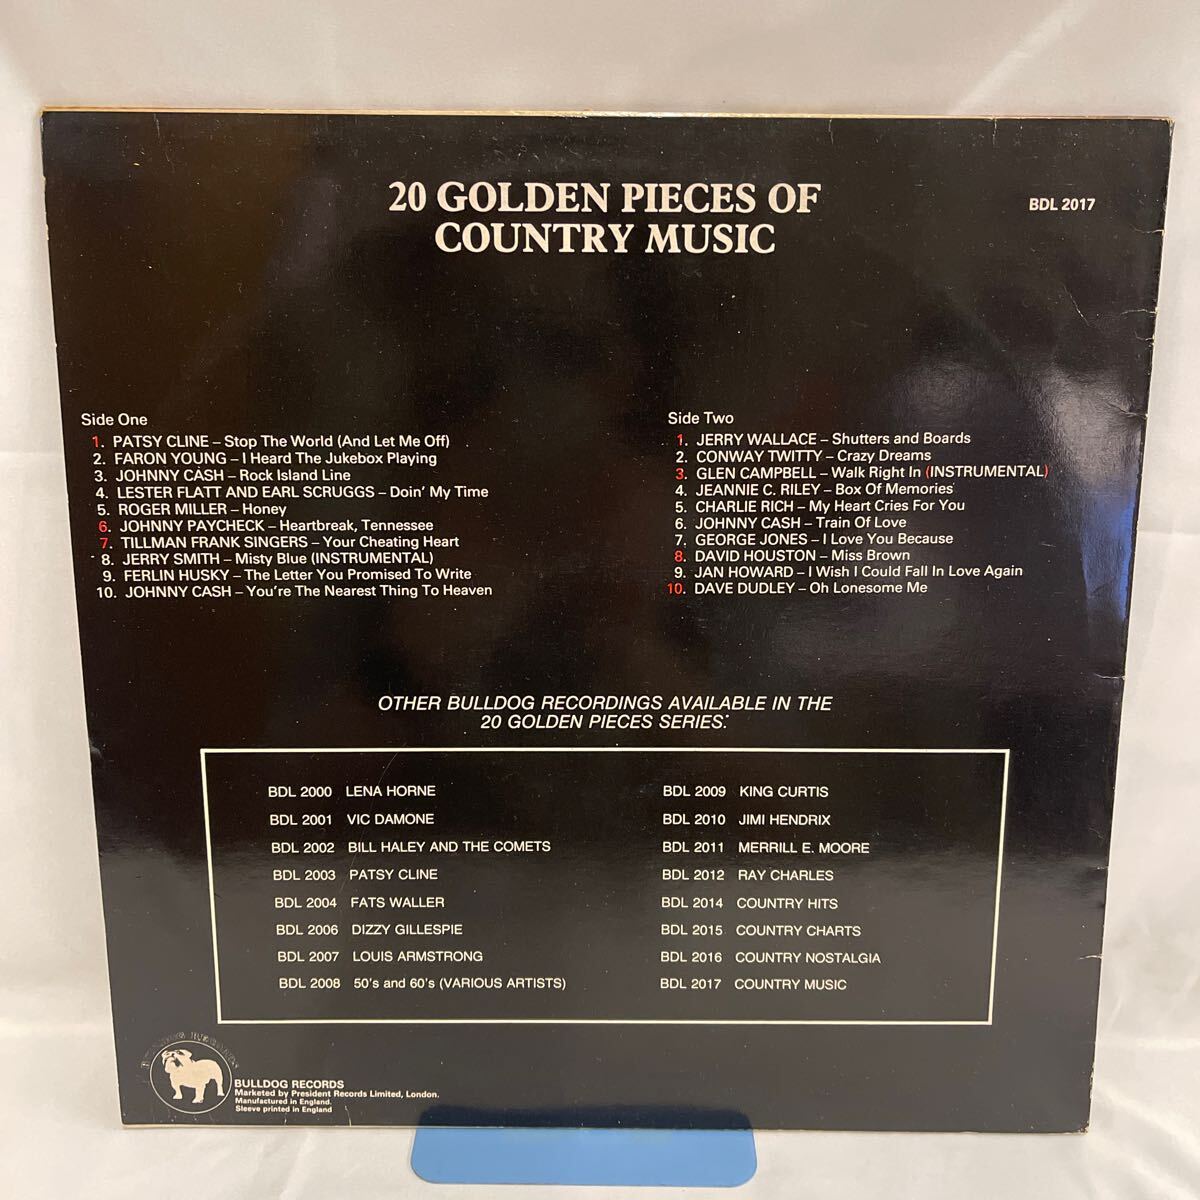 20 GOLDEN PIECES OF
COUNTRY MUSIC
BDL 2017
Side One
1. PATSY CLINE – Stop The World (And Let Me Off)
2. FARON YOUNG – I Heard The Jukebox Playing
3. JOHNNY CASH – Rock Island Line
4. LESTER FLATT AND EARL SCRUGGS – Doin' My Time
5. ROGER MILLER – Honey
6. JOHNNY PAYCHECK – Heartbreak, Tennessee
7. TILLMAN FRANK SINGERS – Your Cheating Heart
8. JERRY SMITH – Misty Blue (INSTRUMENTAL)
9. FERLIN HUSKY – The Letter You Promised To Write
10. JOHNNY CASH – You're The Nearest Thing To Heaven
Side Two
1. JERRY WALLACE – Shutters and Boards
2. CONWAY TWITTY – Crazy Dreams
3. GLEN CAMPBELL – Walk Right In (INSTRUMENTAL)
4. JEANNIE C. RILEY – Box Of Memories
5. CHARLIE RICH – My Heart Cries For You
6. JOHNNY CASH – Train Of Love
7. GEORGE JONES – I Love You Because
8. DAVID HOUSTON – Miss Brown
9. JAN HOWARD – I Wish I Could Fall In Love Again
10. DAVE DUDLEY – Oh Lonesome Me
OTHER BULLDOG RECORDINGS AVAILABLE IN THE
20 GOLDEN PIECES SERIES:
BDL 2000 LENA HORNE
BDL 2001 VIC DAMONE
BDL 2002 BILL HALEY AND THE COMETS
BDL 2003 PATSY CLINE
BDL 2004 FATS WALLER
BDL 2006 DIZZY GILLESPIE
BDL 2007 LOUIS ARMSTRONG
BDL 2008 50's and 60's (VARIOUS ARTISTS)
BDL 2009 KING CURTIS
BDL 2010 JIMI HENDRIX
BDL 2011 MERRILL E. MOORE
BDL 2012 RAY CHARLES
BDL 2014 COUNTRY HITS
BDL 2015 COUNTRY CHARTS
BDL 2016 COUNTRY NOSTALGIA
BDL 2017 COUNTRY MUSIC
BULLDOG RECORDS
BULLDOG RECORDS
Marketed by President Records Limited, London.
Manufactured in England.
Sleeve printed in England